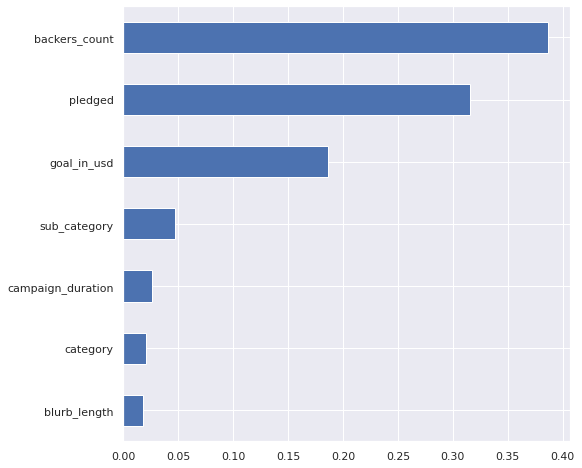 backers_count
pledged
goal_in_usd
sub_category
campaign_duration
category
blurb_length
0.00 0.05 0.10 0.15 0.20 0.25 0.30 0.35 0.40